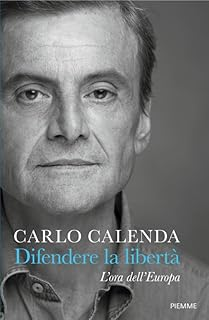 CARLO CALENDA
Difendere la libertà
L'ora dell'Europa
PIEMME